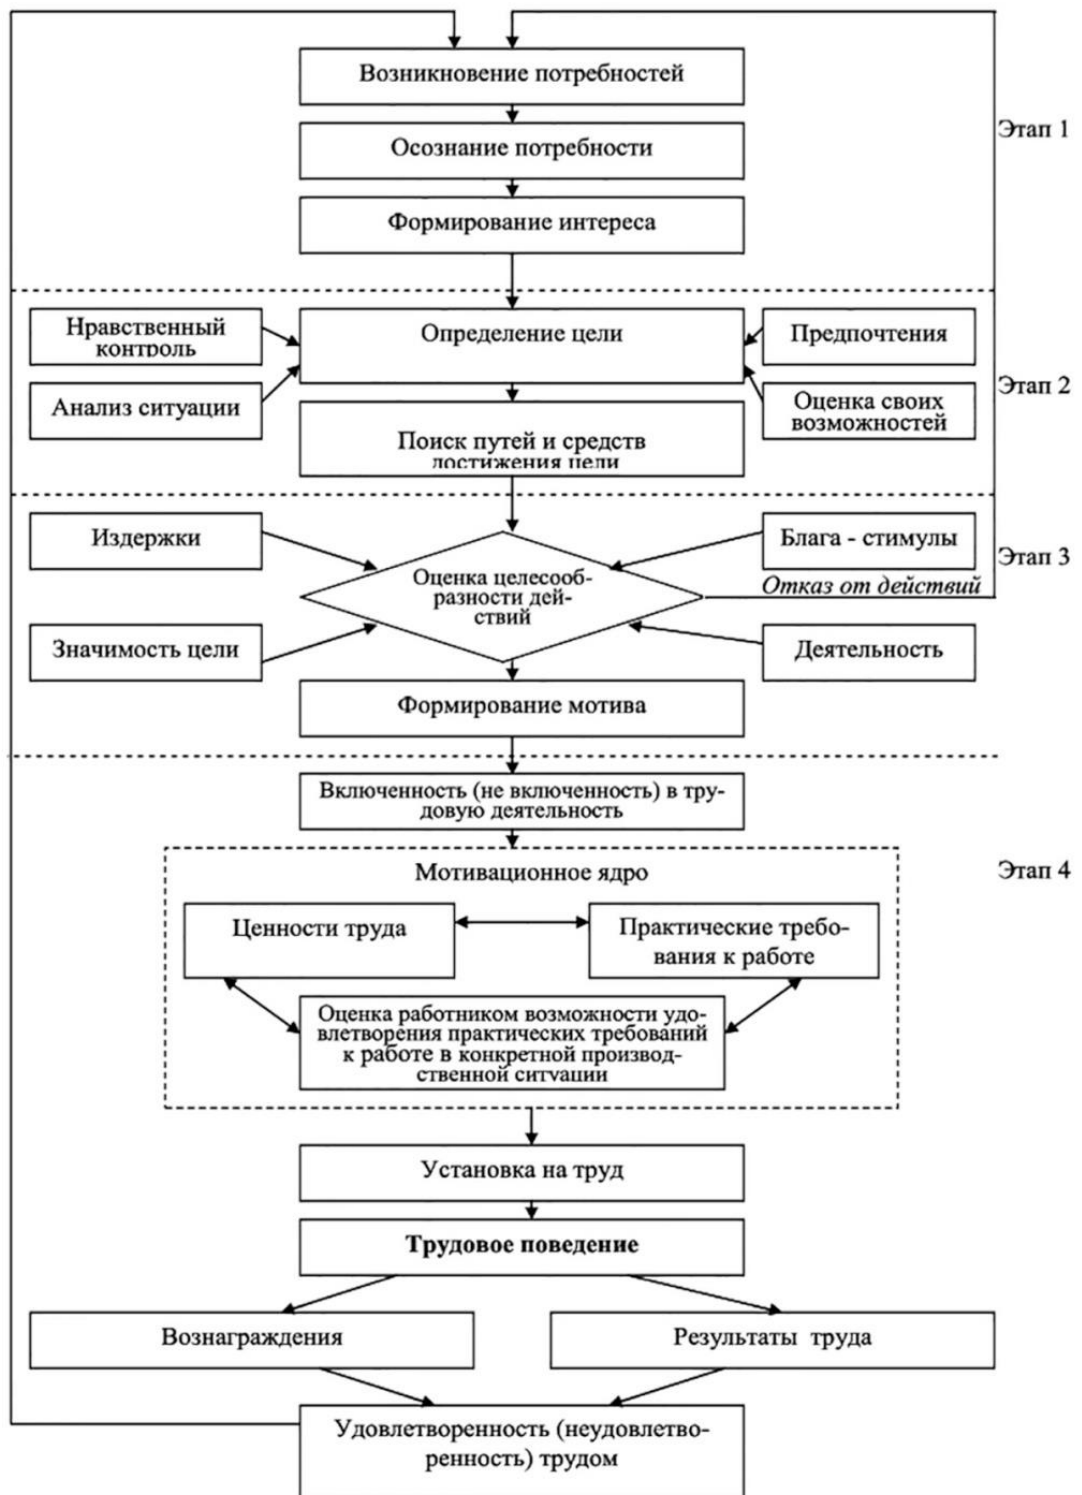 Возникновение потребностей
Этап 1
Осознание потребности
Формирование интереса
Нравственный
контроль
Определение цели
Предпочтения
Анализ ситуации
Этап 2
Оценка своих
возможностей
Поиск путей и средств
достижения цели
Издержки
Блага - стимулы
Этап 3
Оценка целесооб-
разности дей-
ствий
Отказ от действий
Значимость цели
Деятельность
Формирование мотива
Включенность (не включенность) в тру-
довую деятельность
Мотивационное ядро
Этап 4
Ценности труда
Практические требо-
вания к работе
Оценка работником возможности удо-
влетворения практических требований
к работе в конкретной производ-
ственной ситуации
Установка на труд
Трудовое поведение
Вознаграждения
Результаты труда
Удовлетворенность (неудовлетво-
ренность) трудом